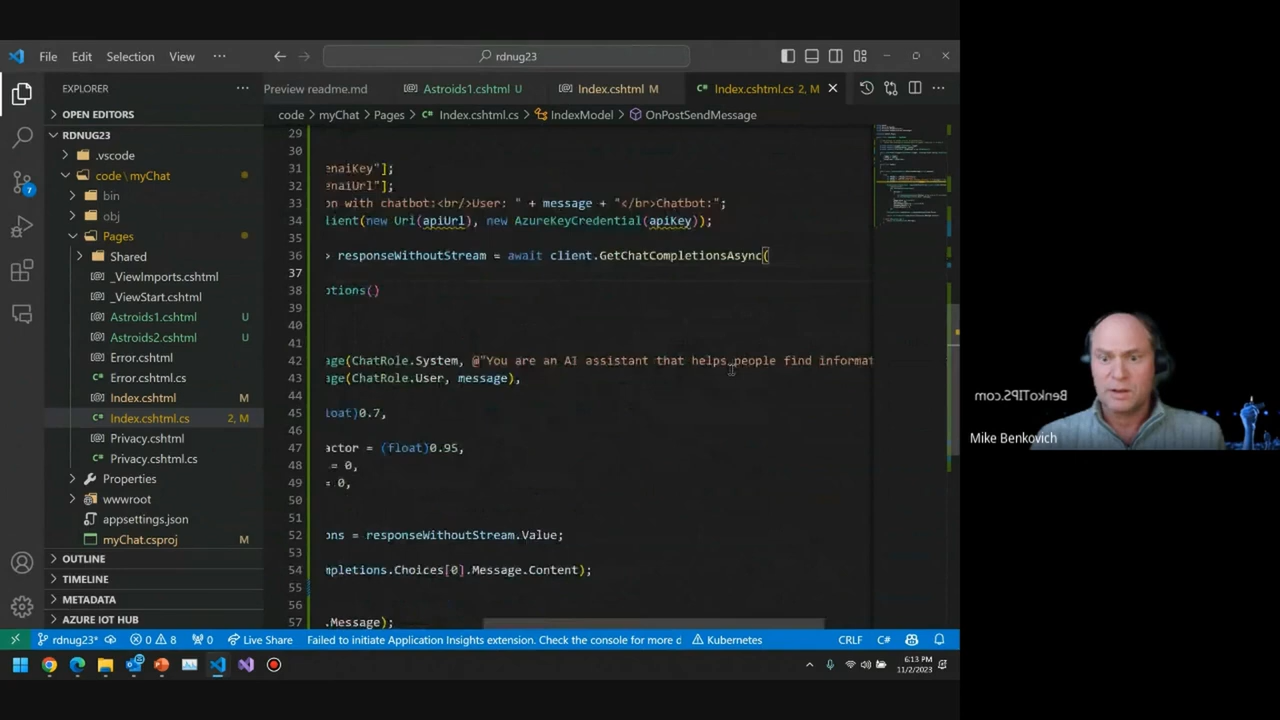 File Edit Selection View ··· rdnug23
EXPLORER ···
Preview readme.md Astroids1.cshtml U Index.cshtml M Index.cshtml.cs 2, M ···
OPEN EDITORS
code > myChat > Pages > Index.cshtml.cs > IndexModel > OnPostSendMessage
RDNUG23
.vscode
code\myChat
bin
obj
Pages
Shared
_ViewImports.cshtml
_ViewStart.cshtml
Astroids1.cshtml U
Astroids2.cshtml U
Error.cshtml
Error.cshtml.cs
Index.cshtml M
Index.cshtml.cs 2, M
Privacy.cshtml
Privacy.cshtml.cs
Properties
wwwroot
appsettings.json
myChat.csproj M
OUTLINE
TIMELINE
METADATA
AZURE IOT HUB
29
30
31 enaiKey"];
32 enaiUrl"];
33 on with chatbot:<br/>User: " + message + "</br>Chatbot:";
34 lient(new Uri(apiUrl), new AzureKeyCredential(apiKey));
35
36 > responseWithoutStream = await client.GetChatCompletionsAsync(
37
38 ptions()
39
40
41
42 age(ChatRole.System, @"You are an AI assistant that helps people find informat
43 age(ChatRole.User, message),
44
45 loat)0.7,
46
47 actor = (float)0.95,
48 = 0,
49 = 0,
50
51
52 ons = responseWithoutStream.Value;
53
54 mpletions.Choices[0].Message.Content);
55
56
57 .Message);
7
rdnug23* 0 8 0 Live Share Failed to initiate Application Insights extension. Check the console for more d Kubernetes CRLF C#
6:13 PM
11/2/2023
BenkoTIPS.com
Mike Benkovich